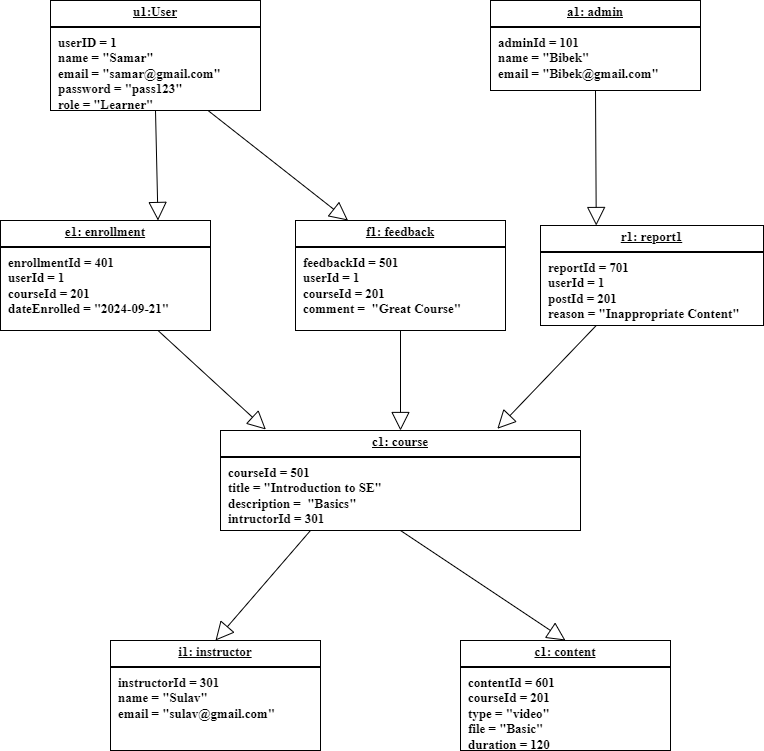 u1:User
userID = 1
name = "Samar"
email = "samar@gmail.com"
password = "pass123"
role = "Learner"
a1: admin
adminId = 101
name = "Bibek"
email = "Bibek@gmail.com"
e1: enrollment
enrollmentId = 401
userId = 1
courseId = 201
dateEnrolled = "2024-09-21"
f1: feedback
feedbackId = 501
userId = 1
courseId = 201
comment =  "Great Course"
r1: report1
reportId = 701
userId = 1
postId = 201
reason = "Inappropriate Content"
c1: course
courseId = 501
title = "Introduction to SE"
description =  "Basics"
intructorId = 301
i1: instructor
instructorId = 301
name = "Sulav"
email = "sulav@gmail.com"
c1: content
contentId = 601
courseId = 201
type = "video"
file = "Basic"
duration = 120